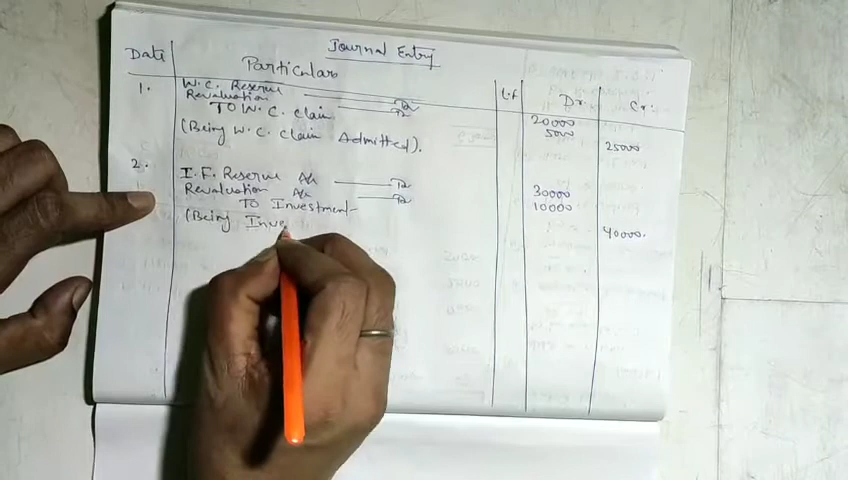 Journal Entry
Date Particulars L.F Dr. Cr.
1. W.C. Reserve Dr
Revaluation Dr 20000
TO W.C. Claim 5000
(Being W.C. Claim Admitted). 25000
2. I.F. Reserve A/c Dr
Revaluation A/c Dr 30000
TO Investment 10000
(Being Inve 40000.